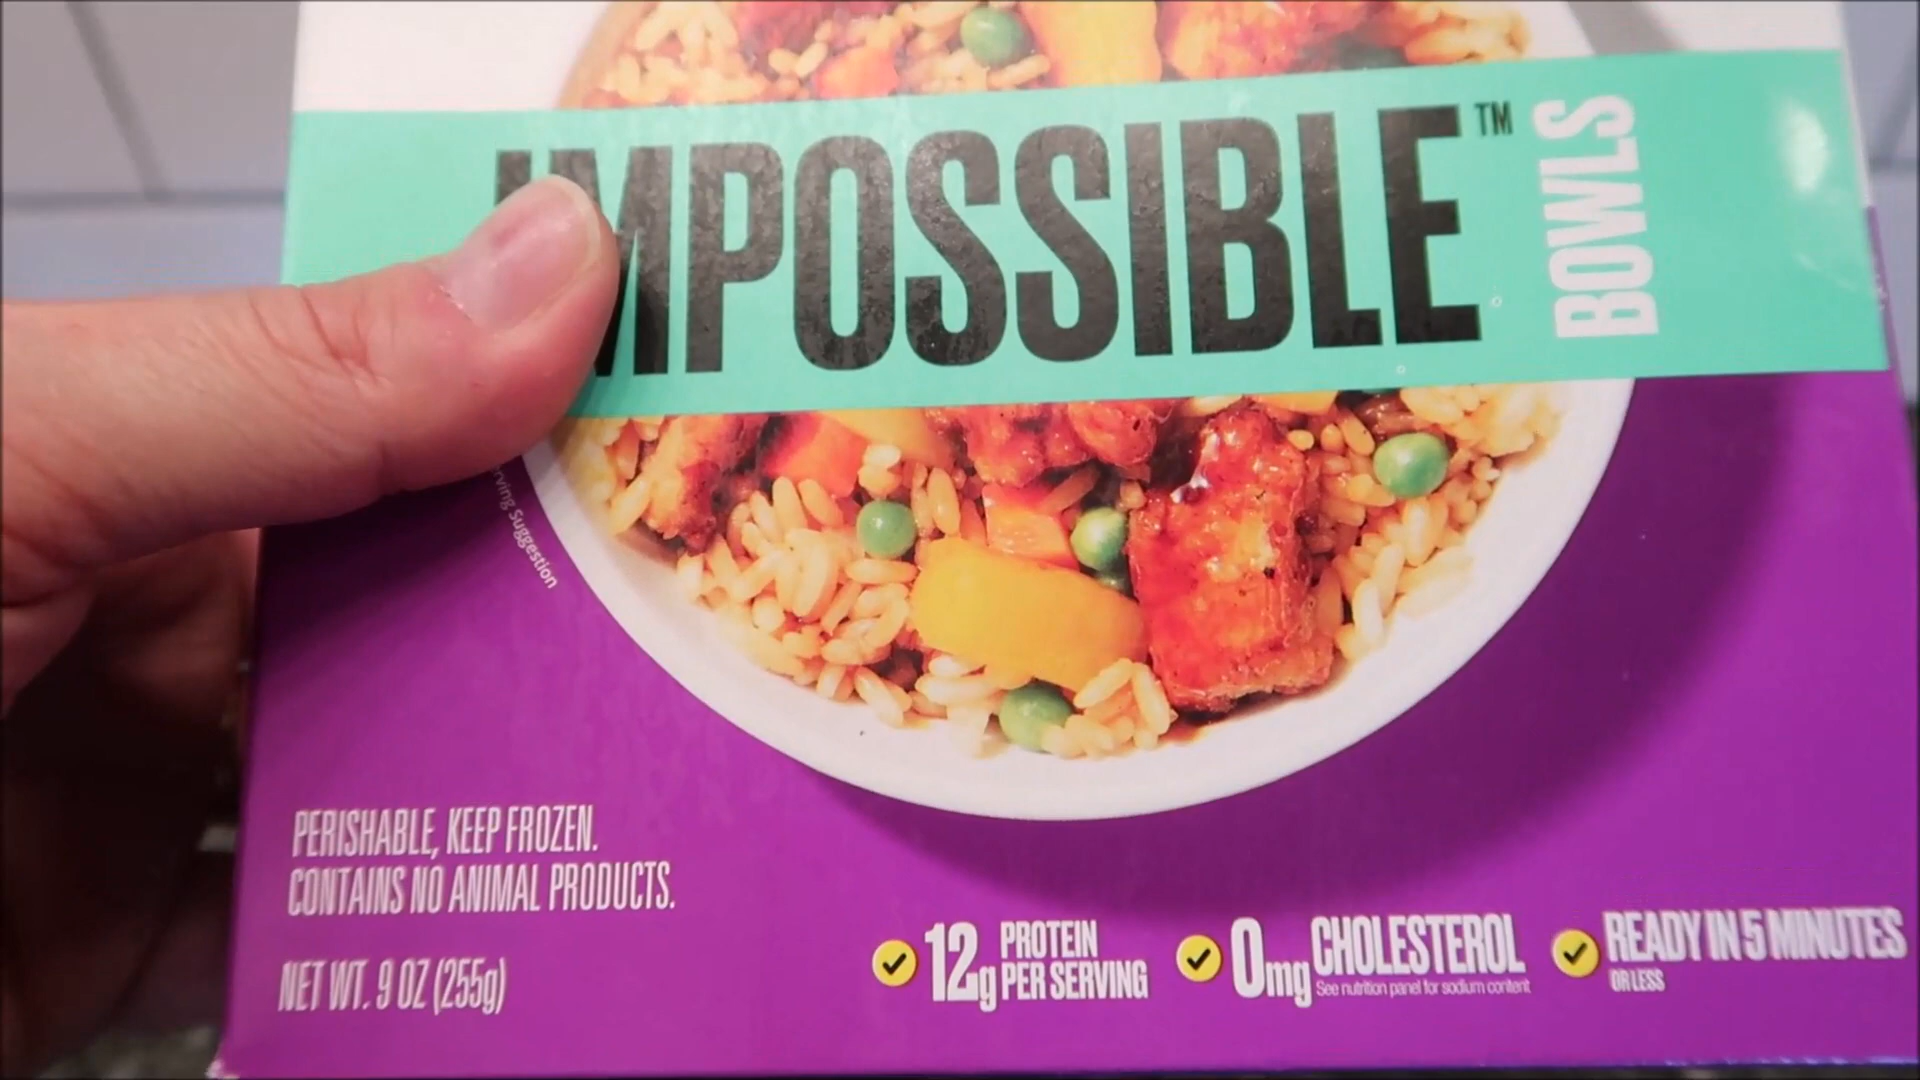 IMPOSSIBLE™ BOWLS
Serving Suggestion
PERISHABLE, KEEP FROZEN.
CONTAINS NO ANIMAL PRODUCTS.
NET WT. 9 OZ (255g)
12g PROTEIN PER SERVING
0mg CHOLESTEROL
See nutrition panel for sodium content
READY IN 5 MINUTES
OR LESS